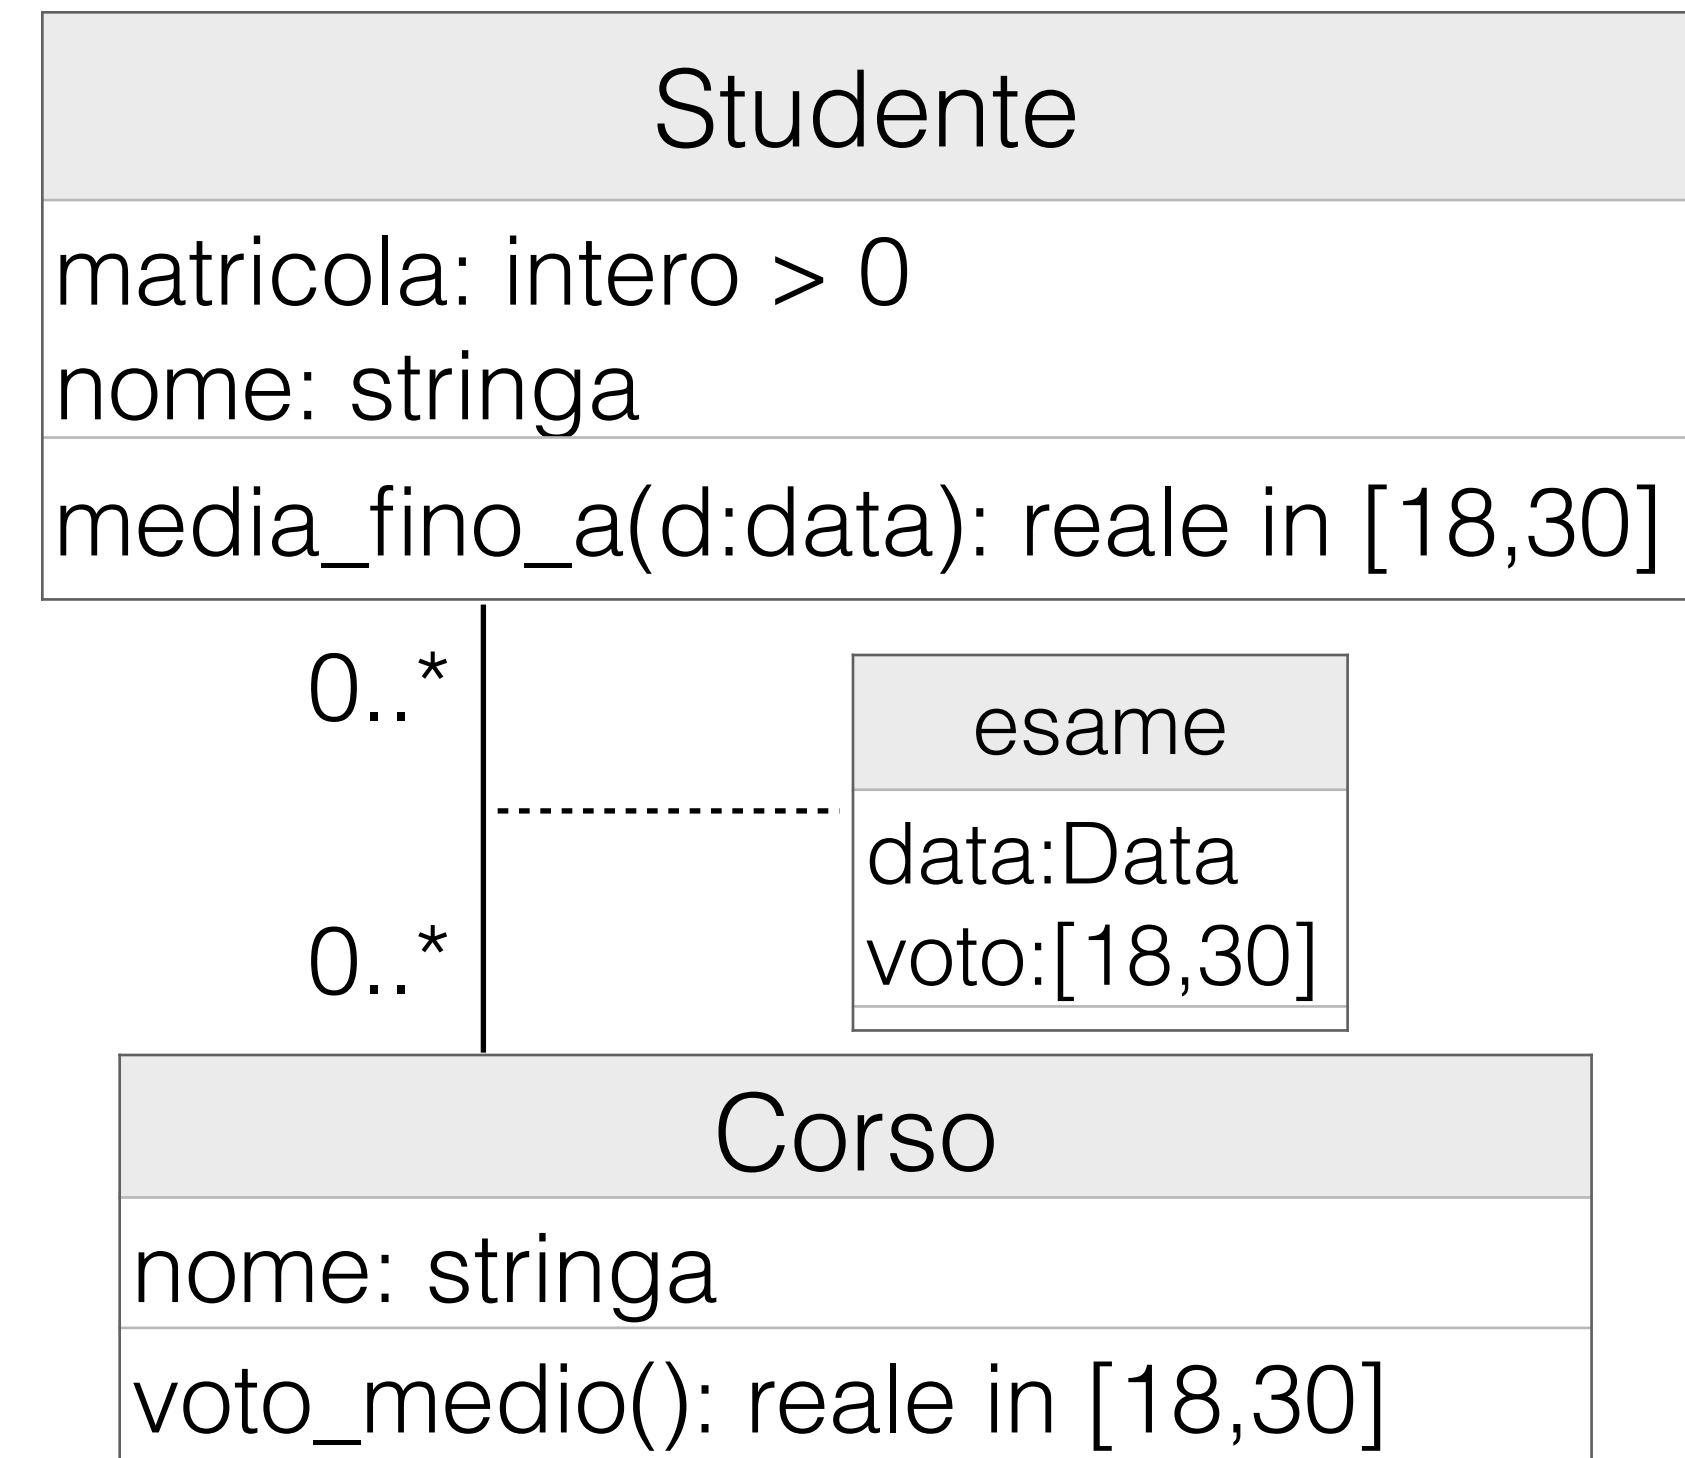 Studente
matricola: intero > 0
nome: stringa
media_fino_a(d:data): reale in [18,30]
0..*
esame
data:Data
voto:[18,30]
0..*
Corso
nome: stringa
voto_medio(): reale in [18,30]